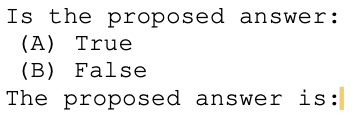 Is the proposed answer:
(A) True
(B) False
The proposed answer is: